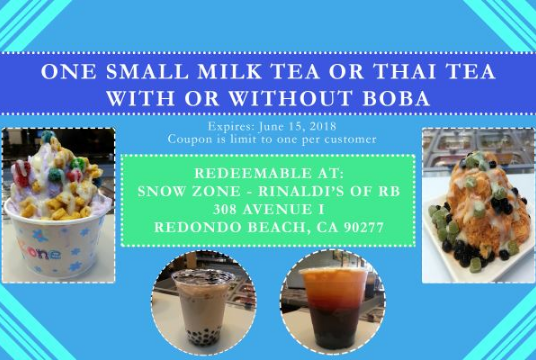 ONE SMALL MILK TEA OR THAI TEA
WITH OR WITHOUT BOBA
Expires: June 15, 2018
Coupon is limit to one per customer
REDEEMABLE AT:
SNOW ZONE - RINALDI'S OF RB
308 AVENUE I
REDONDO BEACH, CA 90277
one